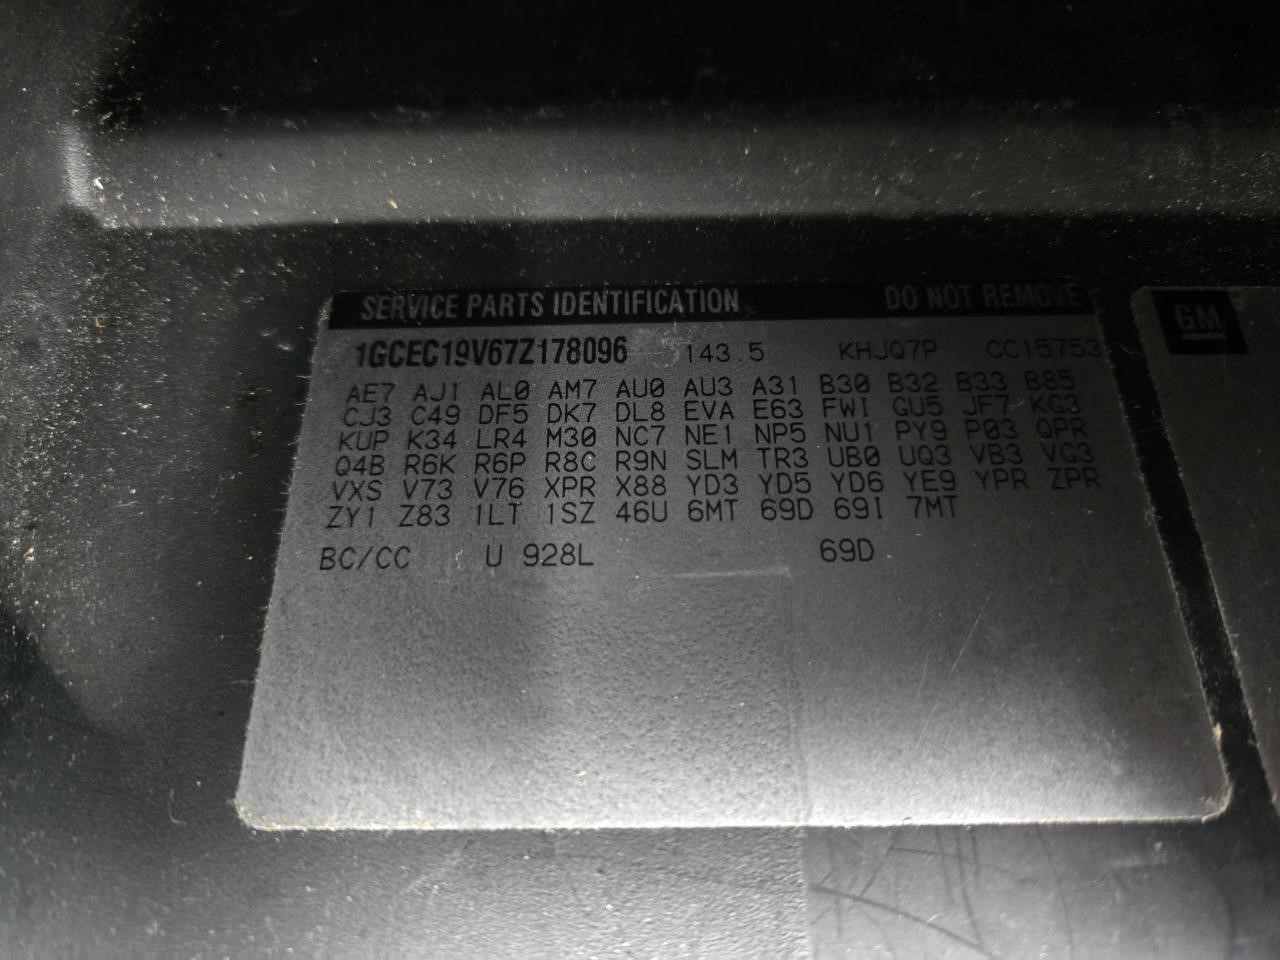 SERVICE PARTS IDENTIFICATION DO NOT REMOVE
GM
1GCEC19V67Z178096 143.5 KHJQ7P CC15753
AE7 AJ1 AL0 AM7 AU0 AU3 A31 B30 B32 B33 B85
CJ3 C49 DF5 DK7 DL8 EVA E63 FWI GU5 JF7 KG3
KUP K34 LR4 M30 NC7 NE1 NP5 NU1 PY9 P03 QPR
Q4B R6K R6P R8C R9N SLM TR3 UB0 UQ3 VB3 VG3
VXS V73 V76 XPR X88 YD3 YD5 YD6 YE9 YPR ZPR
ZY1 Z83 1LT 1SZ 46U 6MT 69D 69I 7MT
BC/CC U 928L 69D